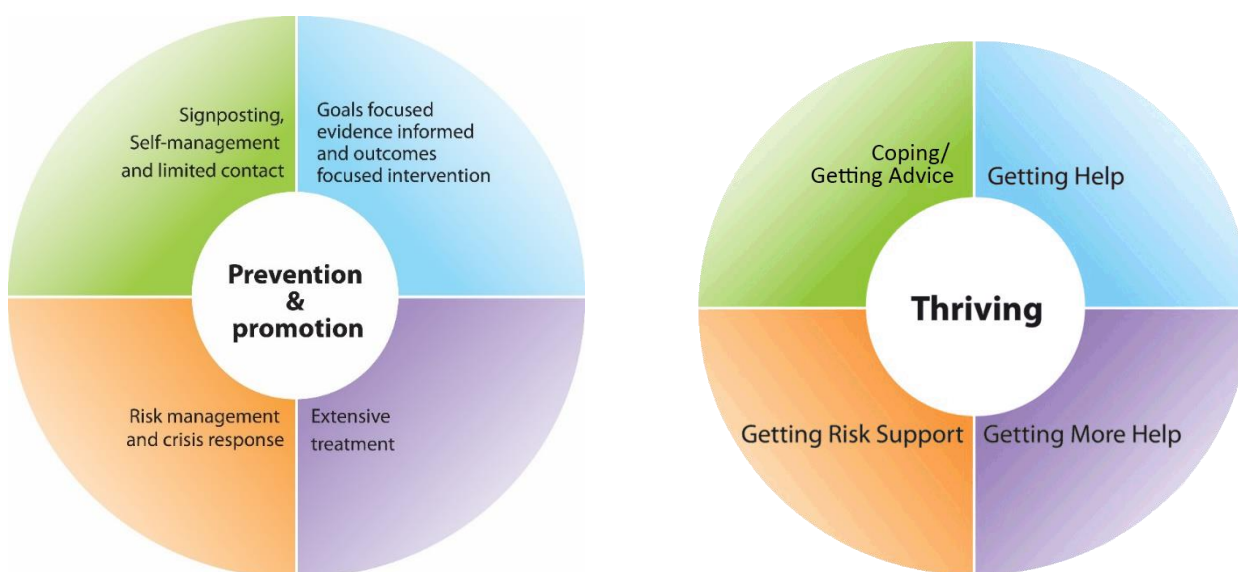 Signposting,
Self-management
and limited contact
Goals focused
evidence informed
and outcomes
focused intervention
Prevention
&
promotion
Risk management
and crisis response
Extensive
treatment
Coping/
Getting Advice
Getting Help
Thriving
Getting Risk Support
Getting More Help